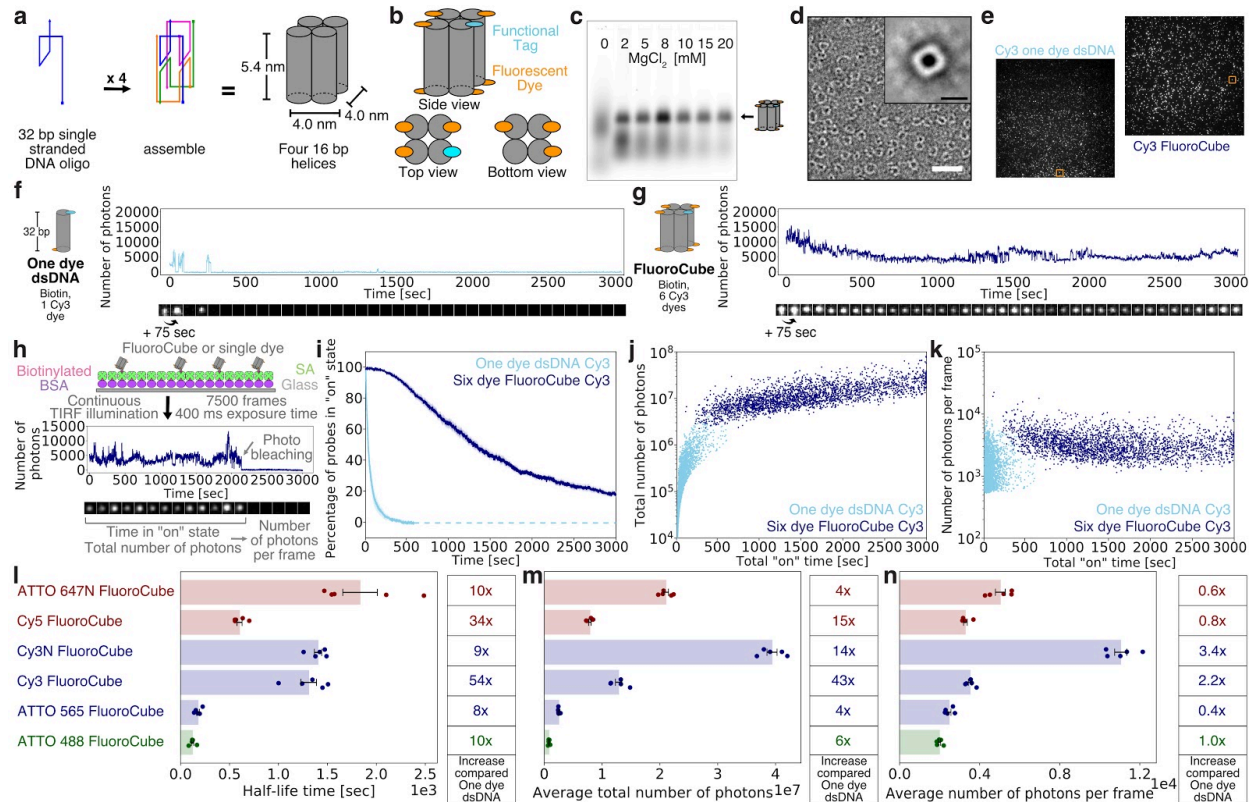 a
32 bp single
stranded
DNA oligo
x 4
assemble
=
5.4 nm
4.0 nm
4.0 nm
Four 16 bp
helices
b
Functional
Tag
Fluorescent
Dye
Side view
Top view
Bottom view
c
0 2 5 8 10 15 20
MgCl2 [mM]
d
e
Cy3 one dye dsDNA
Cy3 FluoroCube
f
32 bp
One dye
dsDNA
Biotin,
1 Cy3
dye
Number of photons
20000
15000
10000
5000
0
0 500 1000 1500 2000 2500 3000
Time [sec]
+ 75 sec
g
FluoroCube
Biotin,
6 Cy3
dyes
Number of photons
20000
15000
10000
5000
0
0 500 1000 1500 2000 2500 3000
Time [sec]
+ 75 sec
h
FluoroCube or single dye
Biotinylated
BSA
SA
Glass
Continuous
TIRF illumination
7500 frames
400 ms exposure time
Number of
photons
15000
10000
5000
0
Photo
bleaching
0 500 1000 1500 2000 2500 3000
Time [sec]
Time in "on" state
Total number of photons
Number
of photons
per frame
i
Percentage of probes in "on" state
100
80
60
40
20
0
One dye dsDNA Cy3
Six dye FluoroCube Cy3
0 500 1000 1500 2000 2500 3000
Time [sec]
j
Total number of photons
10^8
10^7
10^6
10^5
10^4
One dye dsDNA Cy3
Six dye FluoroCube Cy3
0 500 1000 1500 2000 2500 3000
Total "on" time [sec]
k
Number of photons per frame
10^5
10^4
10^3
10^2
One dye dsDNA Cy3
Six dye FluoroCube Cy3
0 500 1000 1500 2000 2500 3000
Total "on" time [sec]
l
ATTO 647N FluoroCube
Cy5 FluoroCube
Cy3N FluoroCube
Cy3 FluoroCube
ATTO 565 FluoroCube
ATTO 488 FluoroCube
0.0 0.5 1.0 1.5 2.0 2.5
1e3
Half-life time [sec]
10x
34x
9x
54x
8x
10x
Increase
compared
One dye
dsDNA
m
0 1 2 3 4
1e7
Average total number of photons
4x
15x
14x
43x
4x
6x
Increase
compared
One dye
dsDNA
n
0.0 0.4 0.8 1.2
1e4
Average number of photons per frame
0.6x
0.8x
3.4x
2.2x
0.4x
1.0x
Increase
compared
One dye
dsDNA